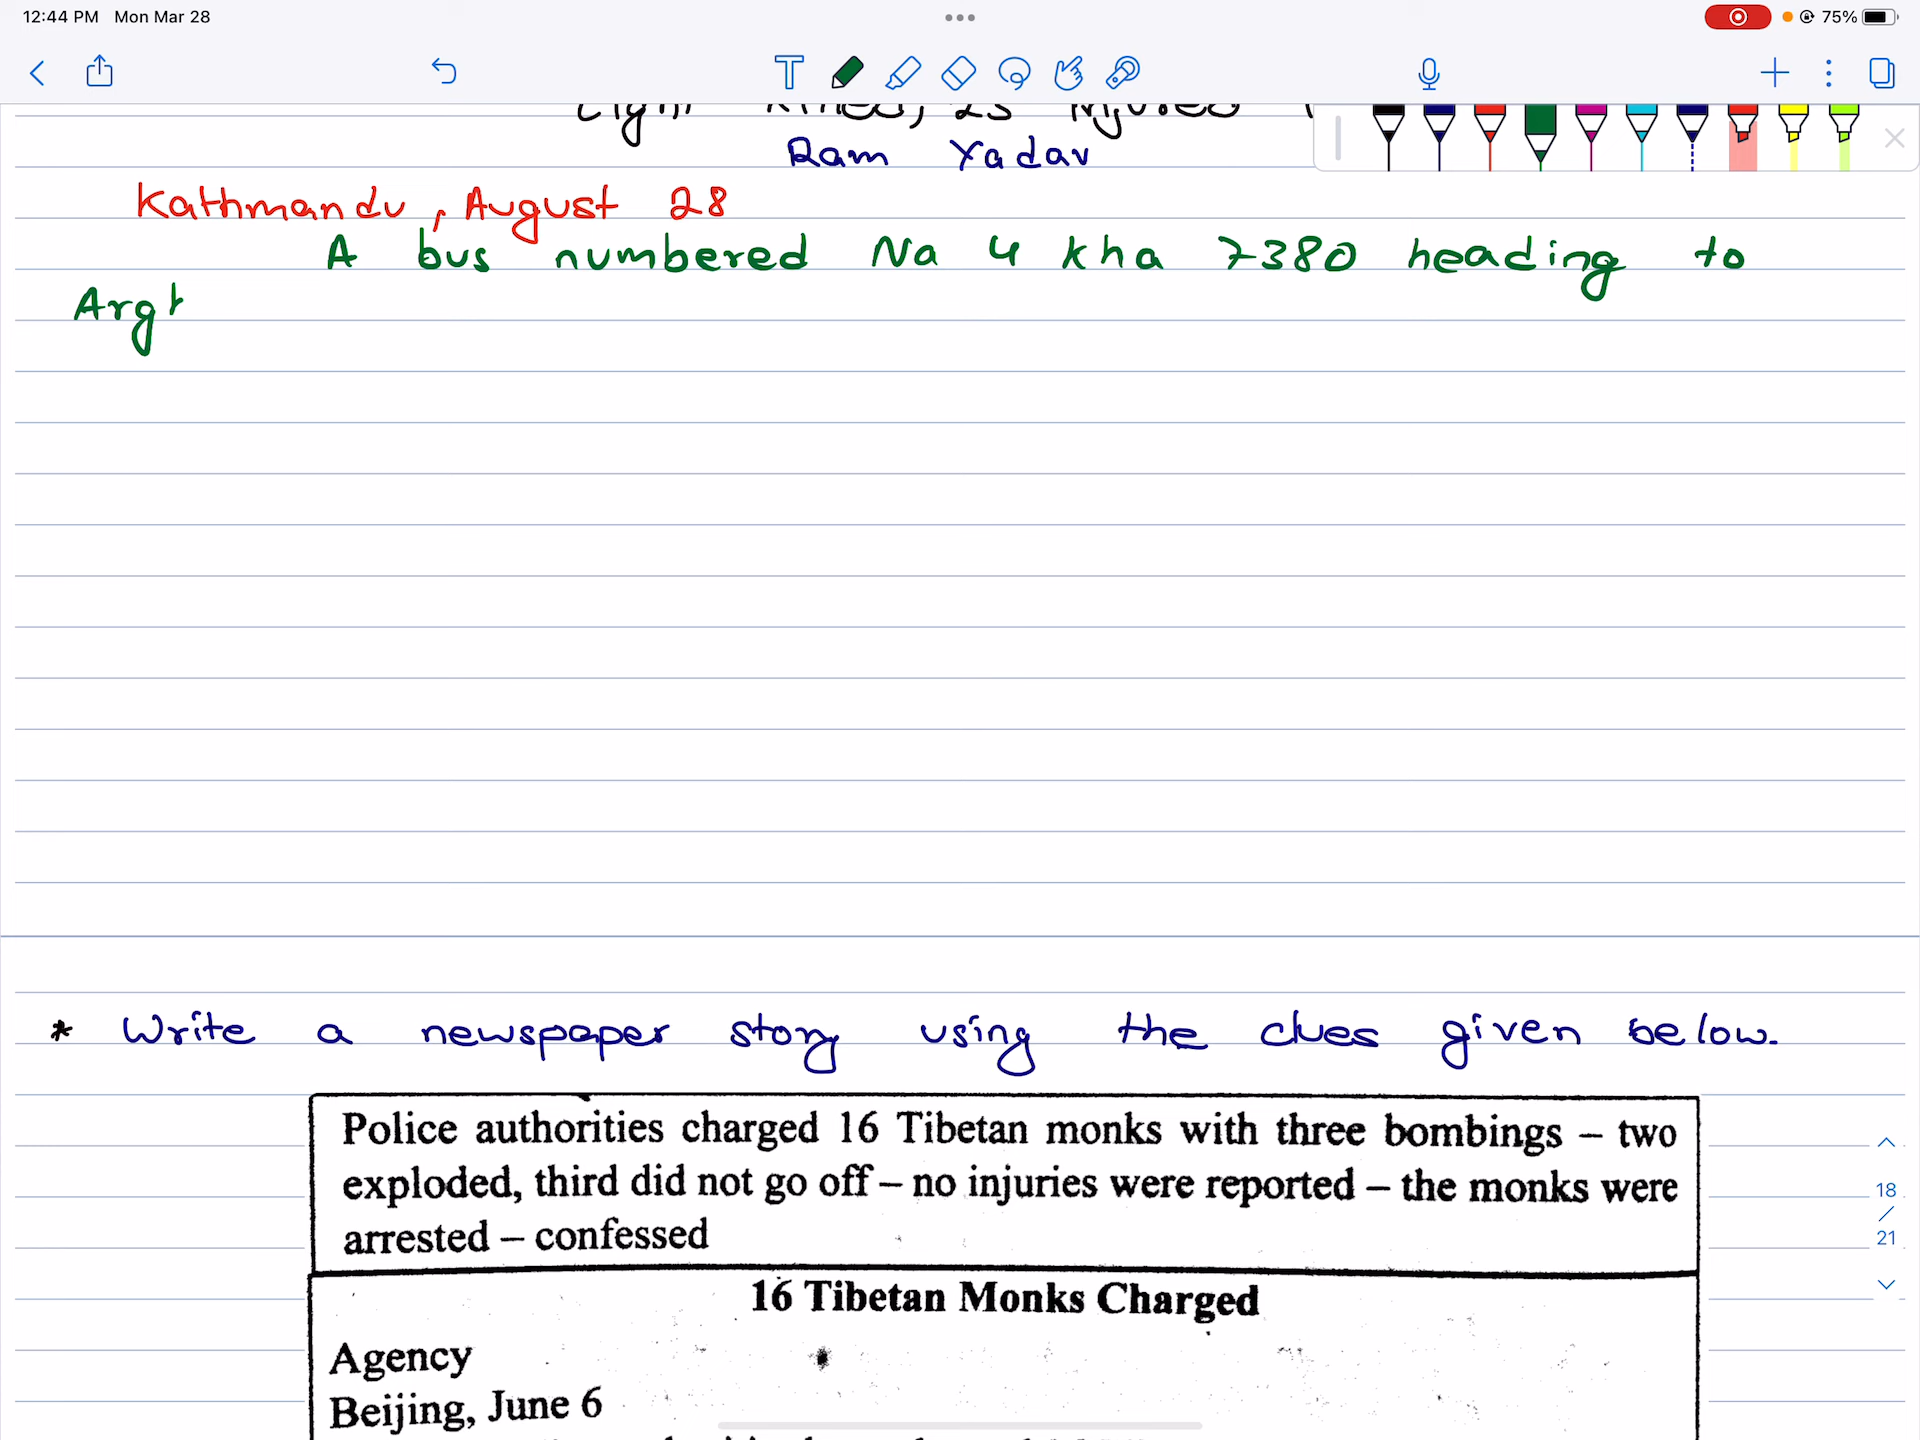 12:44 PM Mon Mar 28
75%
Ram Yadav
Kathmandu, August 28
A bus numbered Na 4 kha 7380 heading to
* Write a newspaper story using the clues given below.
Police authorities charged 16 Tibetan monks with three bombings – two
exploded, third did not go off – no injuries were reported – the monks were
arrested – confessed
18
/
21
16 Tibetan Monks Charged
Agency
Beijing, June 6